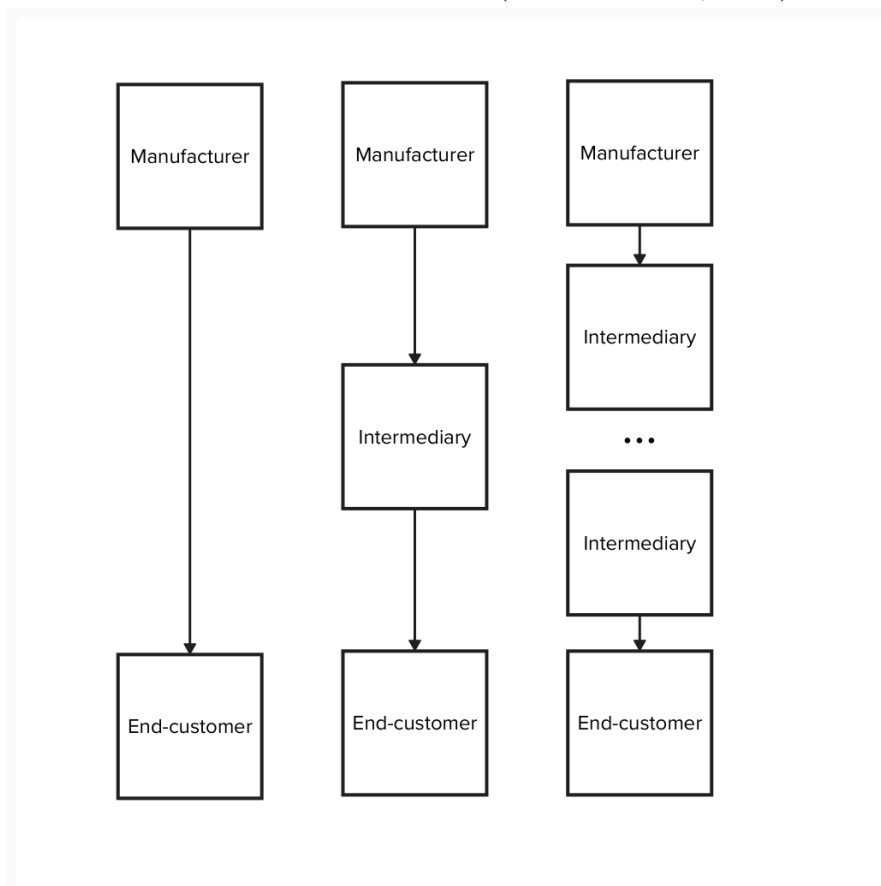 Manufacturer
Manufacturer
Manufacturer
Intermediary
Intermediary
...
Intermediary
End-customer
End-customer
End-customer